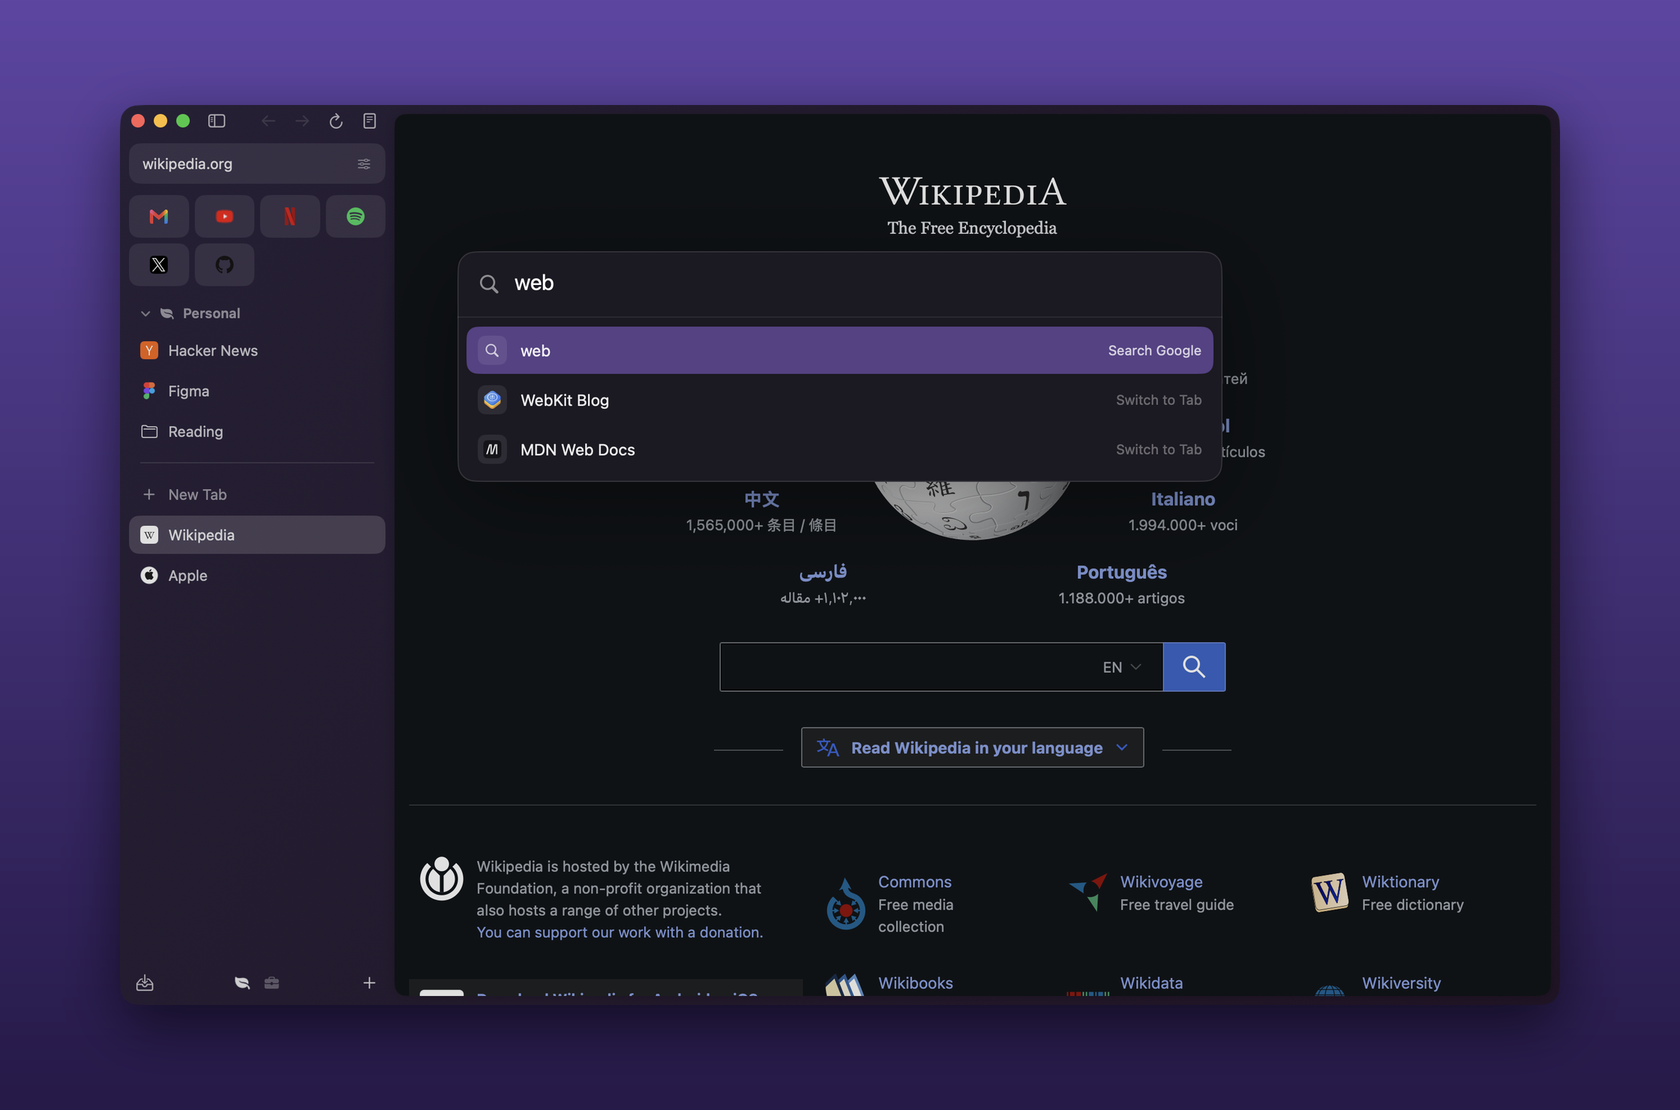 wikipedia.org
Personal
Hacker News
Figma
Reading
New Tab
Wikipedia
Apple
WIKIPEDIA
The Free Encyclopedia
web
web Search Google
WebKit Blog Switch to Tab
MDN Web Docs Switch to Tab
тей
tículos
中文
1,565,000+ 条目 / 條目
Italiano
1.994.000+ voci
فارسی
۱٬۱۰۲٬۰۰۰+ مقاله
Português
1.188.000+ artigos
EN
Read Wikipedia in your language
Wikipedia is hosted by the Wikimedia
Foundation, a non-profit organization that
also hosts a range of other projects.
You can support our work with a donation.
Commons
Free media
collection
Wikivoyage
Free travel guide
Wiktionary
Free dictionary
Wikibooks
Wikidata
Wikiversity